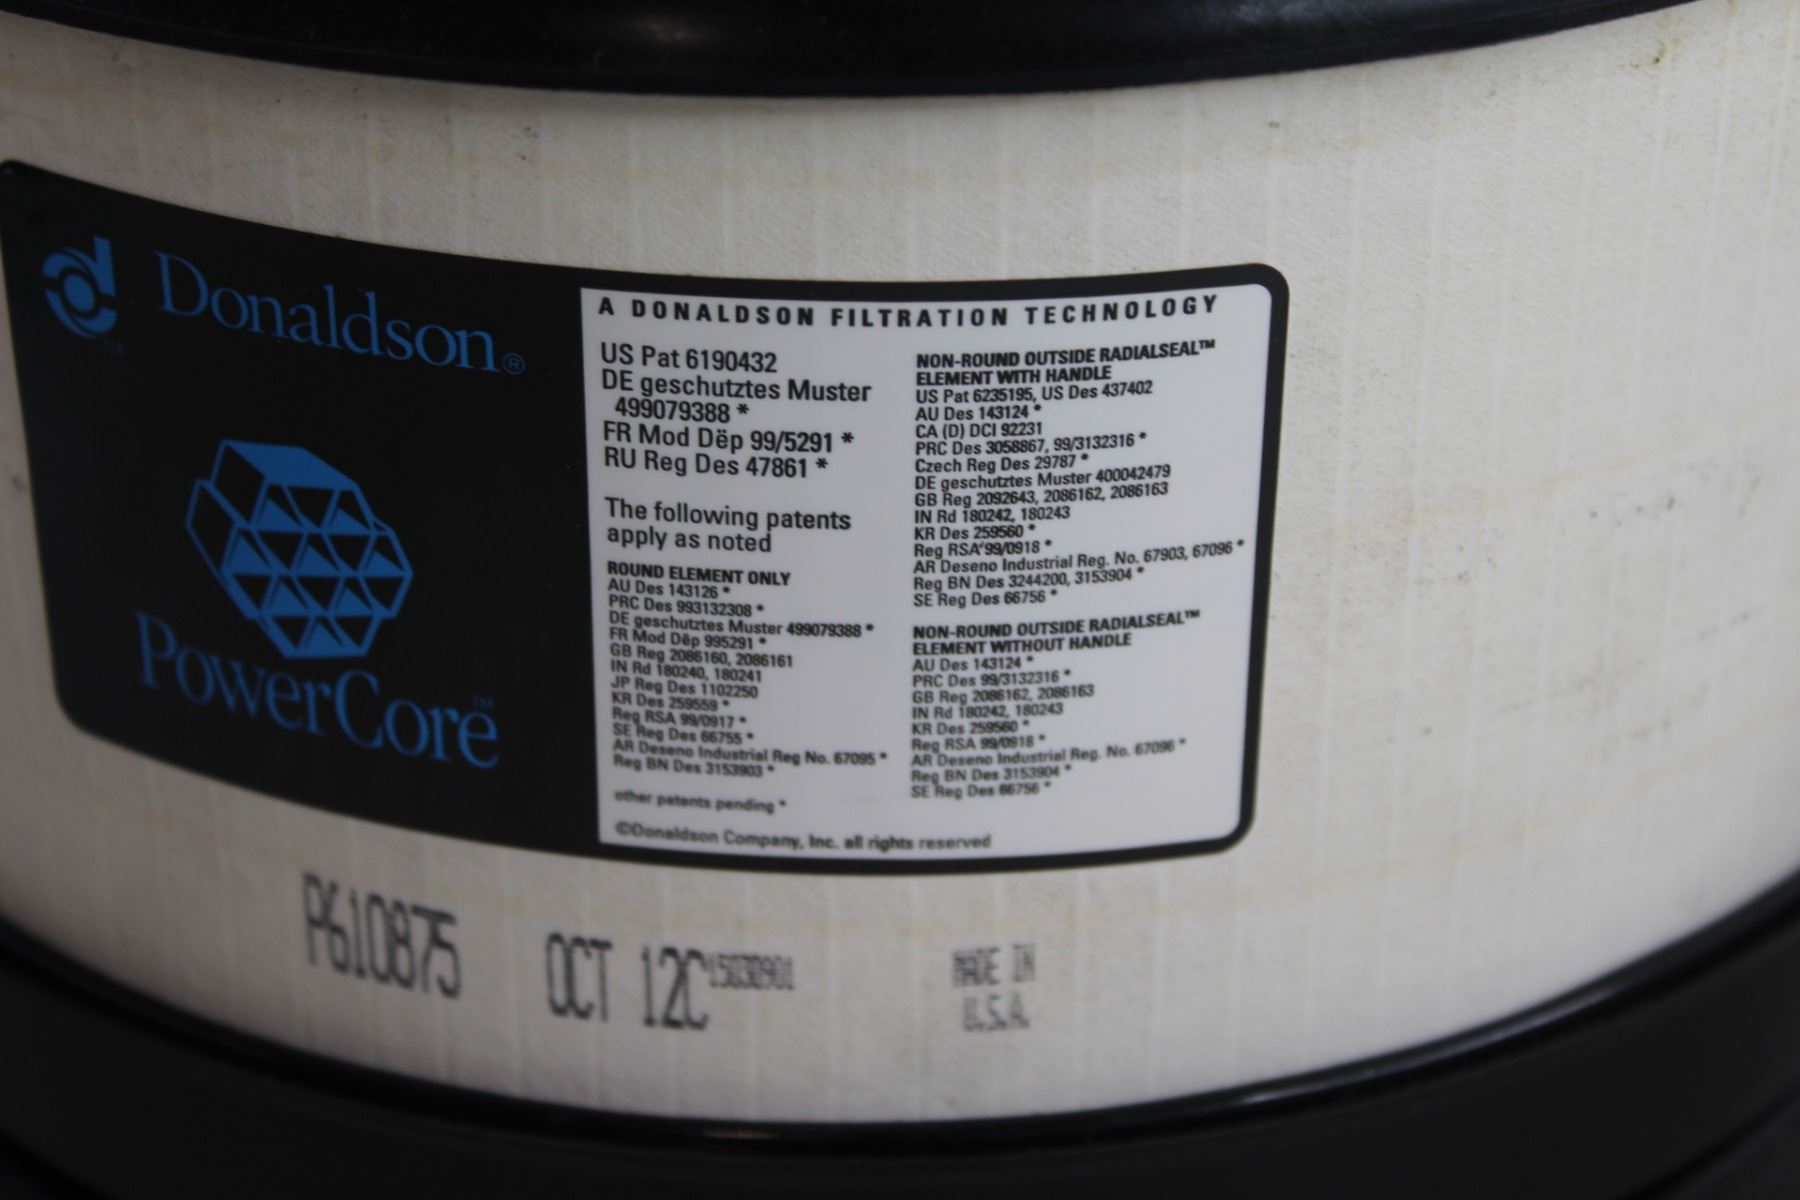 Donaldson®
PowerCore™
A DONALDSON FILTRATION TECHNOLOGY
US Pat 6190432
DE geschutztes Muster
499079388 *
FR Mod Dëp 99/5291 *
RU Reg Des 47861 *
The following patents
apply as noted
ROUND ELEMENT ONLY
AU Des 143126 *
PRC Des 993132308 *
DE geschutztes Muster 499079388 *
FR Mod Dëp 995291 *
GB Reg 2086160, 2086161
IN Rd 180240, 180241
JP Reg Des 1102250
KR Des 259559 *
Reg RSA 99/0917 *
SE Reg Des 66755 *
AR Deseno Industrial Reg No. 67095 *
Reg BN Des 3153903 *
other patents pending *
©Donaldson Company, Inc. all rights reserved
NON-ROUND OUTSIDE RADIALSEAL™
ELEMENT WITH HANDLE
US Pat 6235195, US Des 437402
AU Des 143124 *
CA (D) DCI 92231
PRC Des 3058867, 99/3132316 *
Czech Reg Des 29787 *
DE geschutztes Muster 400042479
GB Reg 2092643, 2086162, 2086163
IN Rd 180242, 180243
KR Des 259560 *
Reg RSA 99/0918 *
AR Deseno Industrial Reg. No. 67903, 67096 *
Reg BN Des 3244200, 3153904 *
SE Reg Des 66756 *
NON-ROUND OUTSIDE RADIALSEAL™
ELEMENT WITHOUT HANDLE
AU Des 143124 *
PRC Des 99/3132316 *
GB Reg 2086162, 2086163
IN Rd 180242, 180243
KR Des 259560 *
Reg RSA 99/0918 *
AR Deseno Industrial Reg. No. 67096 *
Reg BN Des 3153904 *
SE Reg Des 66756 *
P610875 OCT 12C
MADE IN
U.S.A.